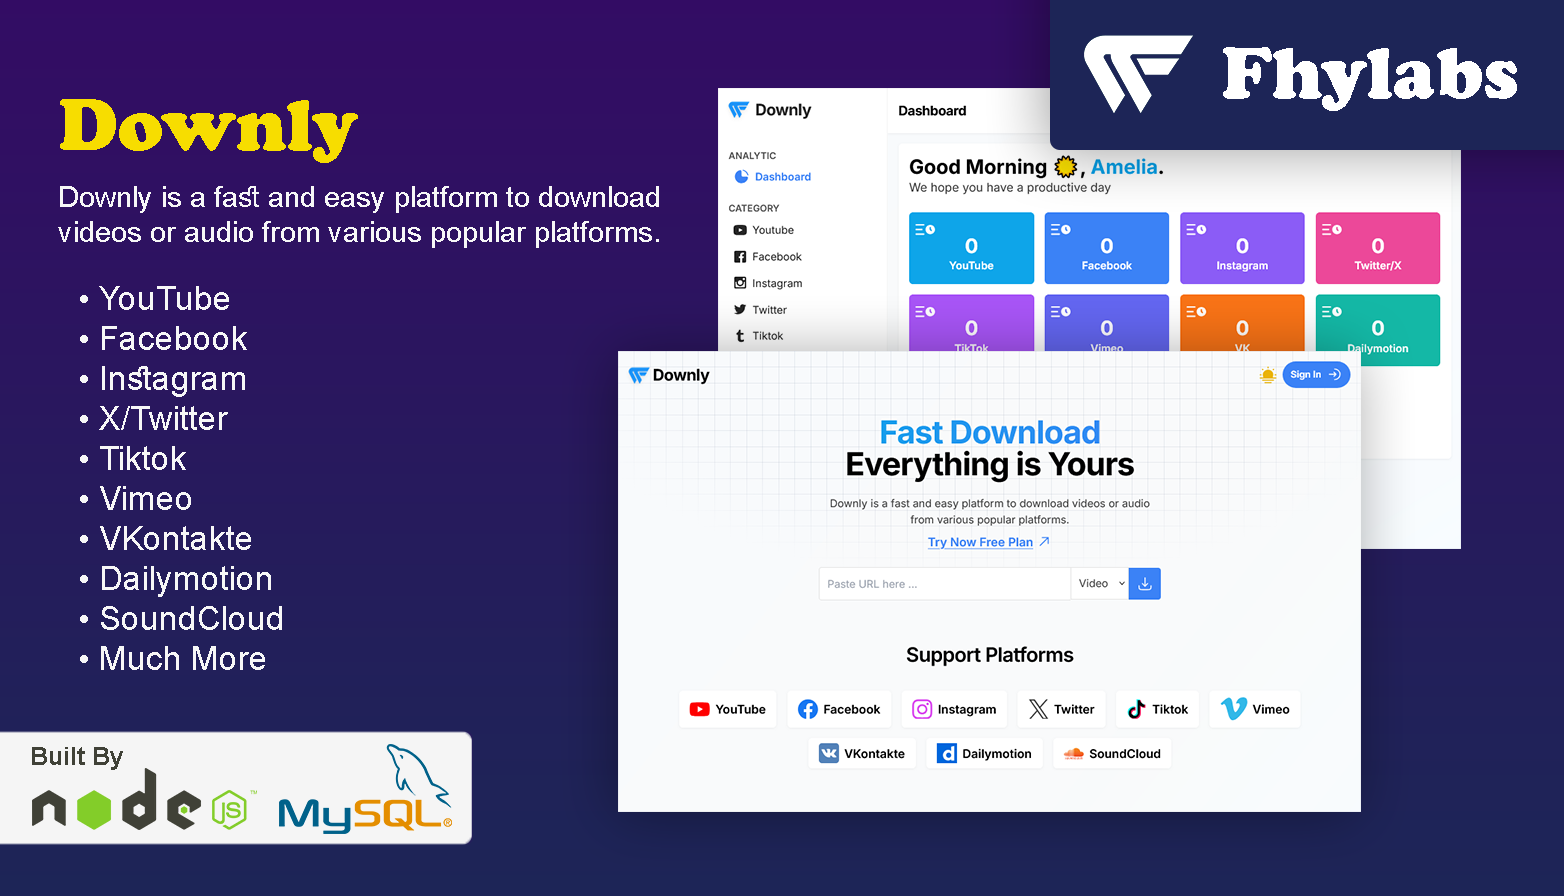 Fhylabs
Downly
Downly is a fast and easy platform to download
videos or audio from various popular platforms.
• YouTube
• Facebook
• Instagram
• X/Twitter
• Tiktok
• Vimeo
• VKontakte
• Dailymotion
• SoundCloud
• Much More
Built By
node JS ™
MySQL®
Downly
Dashboard
ANALYTIC
Dashboard
CATEGORY
Youtube
Facebook
Instagram
Twitter
Tiktok
Good Morning , Amelia.
We hope you have a productive day
0 0 0 0
YouTube Facebook Instagram Twitter/X
0 0 0 0
TikTok Vimeo VK Dailymotion
Downly
Sign In
Fast Download
Everything is Yours
Downly is a fast and easy platform to download videos or audio
from various popular platforms.
Try Now Free Plan
Paste URL here ... Video
Support Platforms
YouTube Facebook Instagram Twitter Tiktok Vimeo
VKontakte Dailymotion SoundCloud